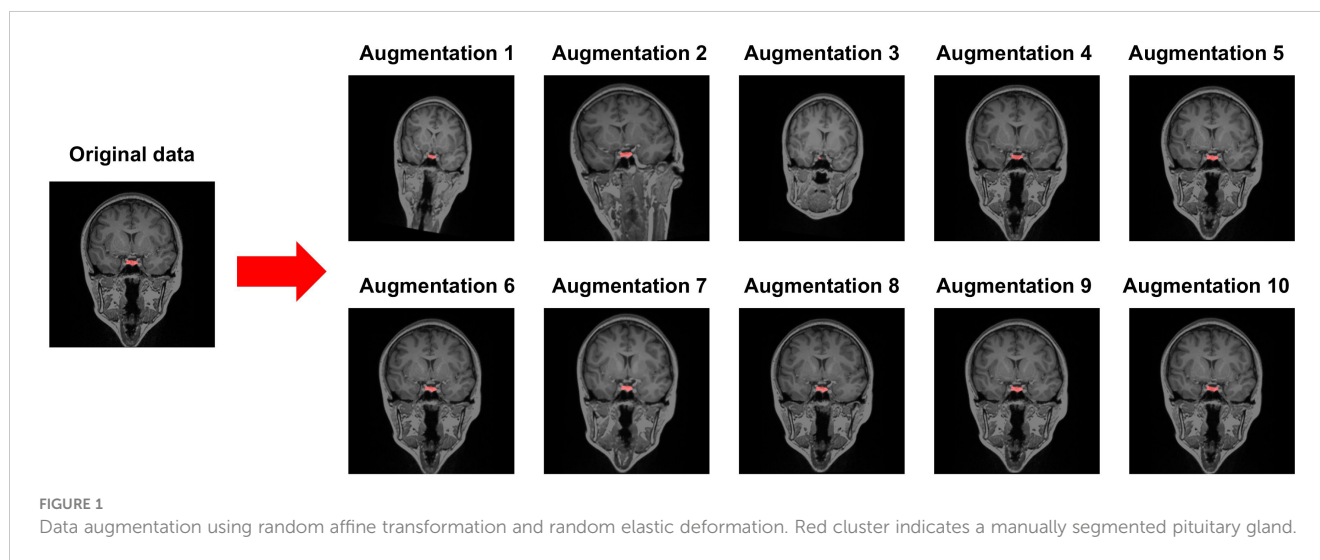 Augmentation 1 Augmentation 2 Augmentation 3 Augmentation 4 Augmentation 5
Original data
Augmentation 6 Augmentation 7 Augmentation 8 Augmentation 9 Augmentation 10
FIGURE 1
Data augmentation using random affine transformation and random elastic deformation. Red cluster indicates a manually segmented pituitary gland.